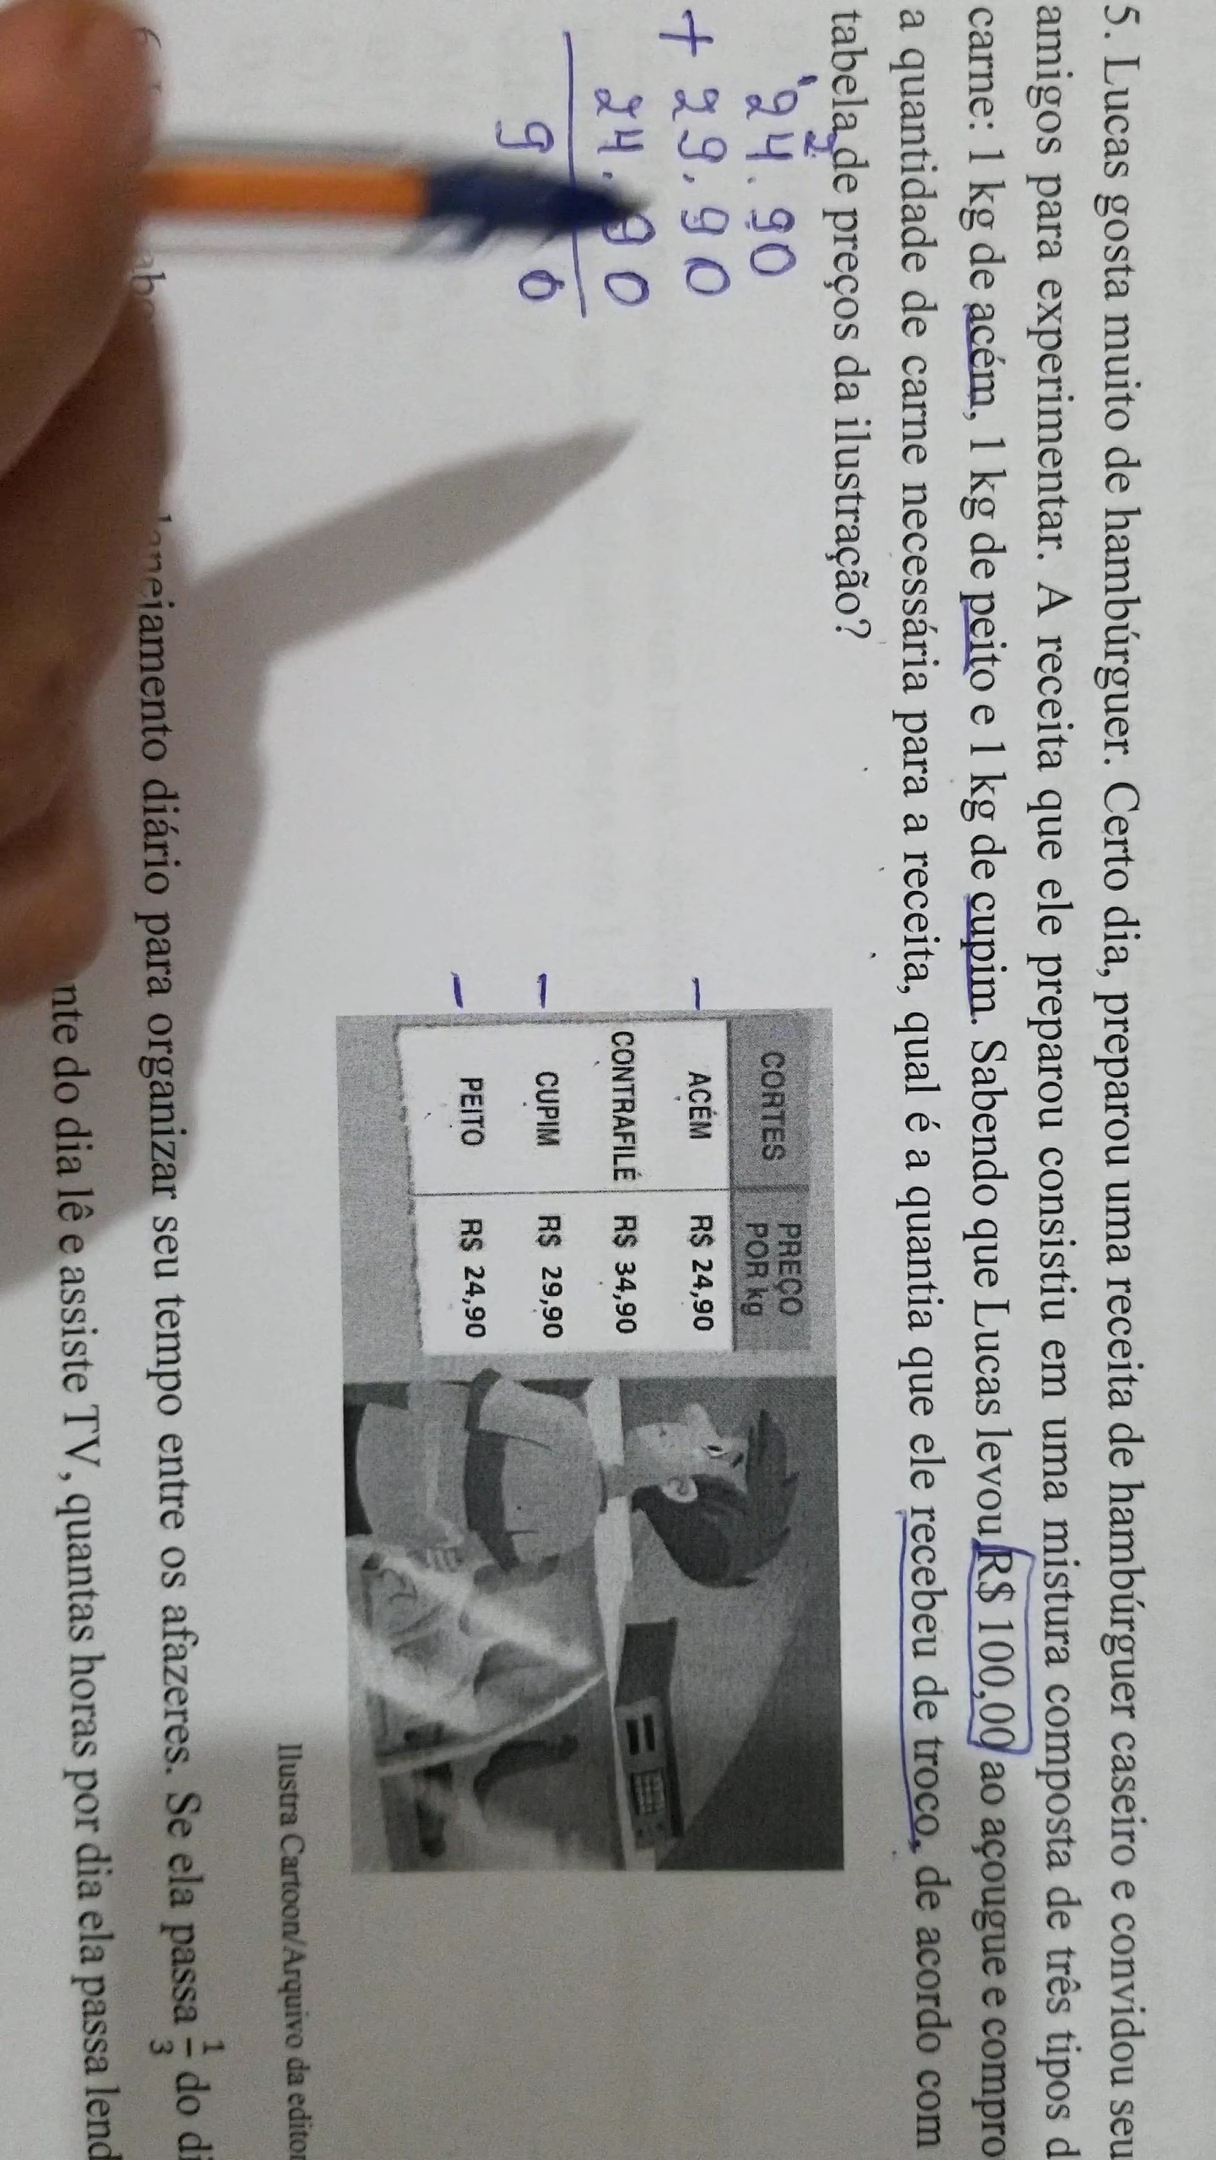 5. Lucas gosta muito de hambúrguer. Certo dia, preparou uma receita de hambúrguer caseiro e convidou seu
amigos para experimentar. A receita que ele preparou consistiu em uma mistura composta de três tipos d
carne: 1 kg de acém, 1 kg de peito e 1 kg de cupim. Sabendo que Lucas levou R$ 100,00 ao açougue e compro
a quantidade de carne necessária para a receita, qual é a quantia que ele recebeu de troco, de acordo com
tabela de preços da ilustração?
1 2
24.90
+ 29.90
24.90
9 0
CORTES PREÇO POR kg
ACÉM R$ 24,90
CONTRAFILÉ R$ 34,90
CUPIM R$ 29,90
PEITO R$ 24,90
Ilustra Cartoon/Arquivo da editor
6.
lanejamento diário para organizar seu tempo entre os afazeres. Se ela passa 1/3 do di
nte do dia lê e assiste TV, quantas horas por dia ela passa lend